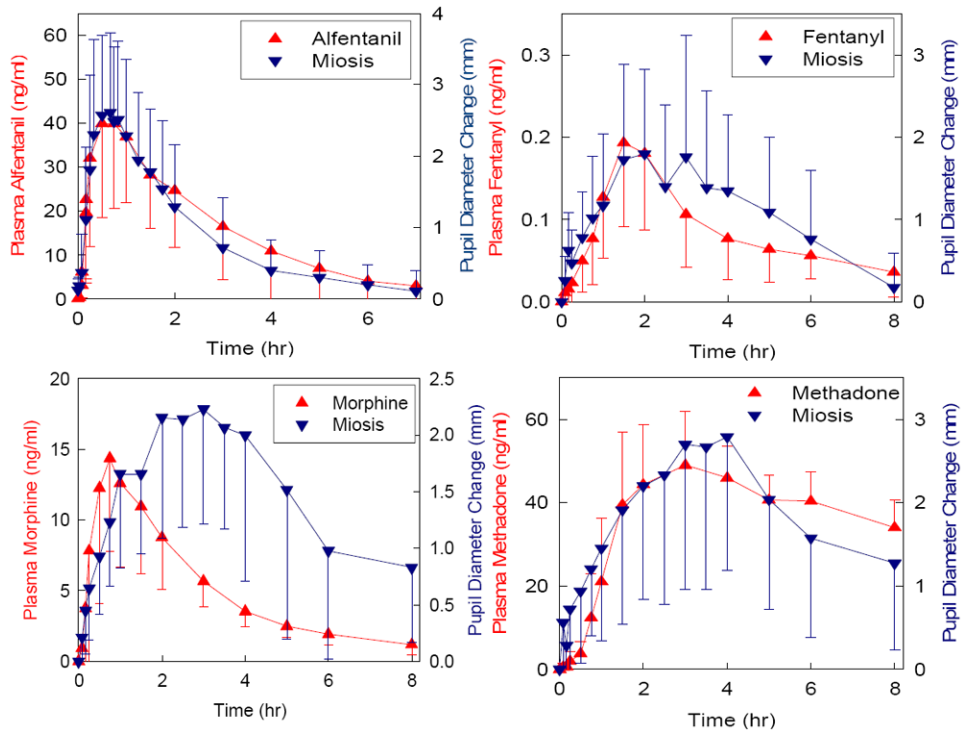 Alfentanil
Miosis
Plasma Alfentanil (ng/ml)
60
50
40
30
20
10
0
4
3
2
1
0
Pupil Diameter Change (mm)
0 2 4 6
Time (hr)
Fentanyl
Miosis
Plasma Fentanyl (ng/ml)
0.3
0.2
0.1
0.0
3
2
1
0
Pupil Diameter Change (mm)
0 2 4 6 8
Time (hr)
Morphine
Miosis
Plasma Morphine (ng/ml)
20
15
10
5
0
2.5
2.0
1.5
1.0
0.5
0.0
Pupil Diameter Change (mm)
0 2 4 6 8
Time (hr)
Methadone
Miosis
Plasma Methadone (ng/ml)
60
40
20
0
3
2
1
0
Pupil Diameter Change (mm)
0 2 4 6 8
Time (hr)